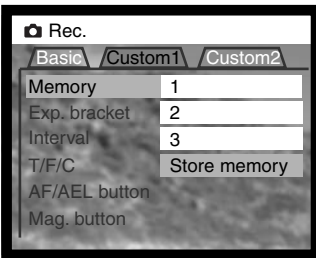 Rec.
Basic Custom1 Custom2
Memory 1
Exp. bracket 2
Interval 3
T/F/C Store memory
AF/AEL button
Mag. button